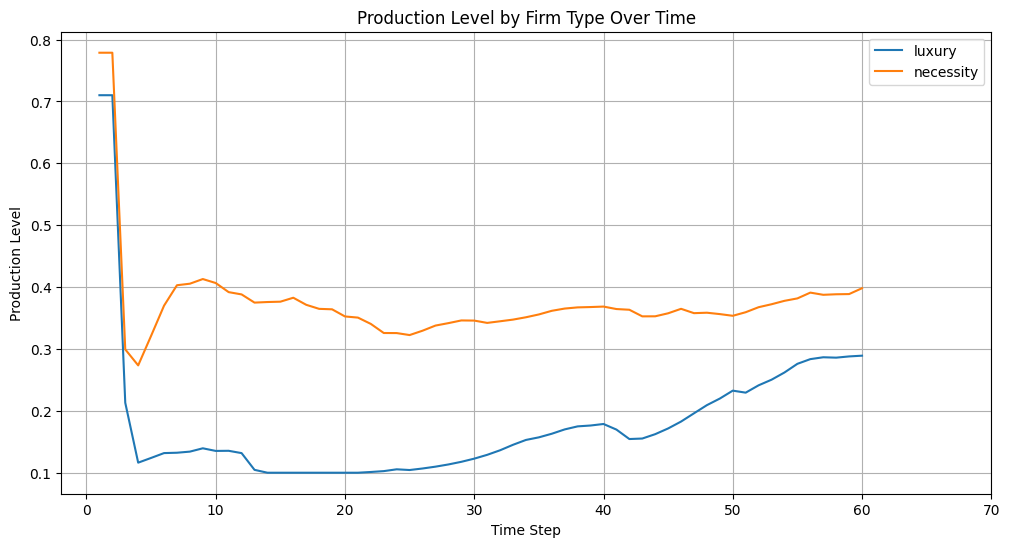 Production Level by Firm Type Over Time
luxury
necessity
Production Level
0.8
0.7
0.6
0.5
0.4
0.3
0.2
0.1
0 10 20 30 40 50 60 70
Time Step